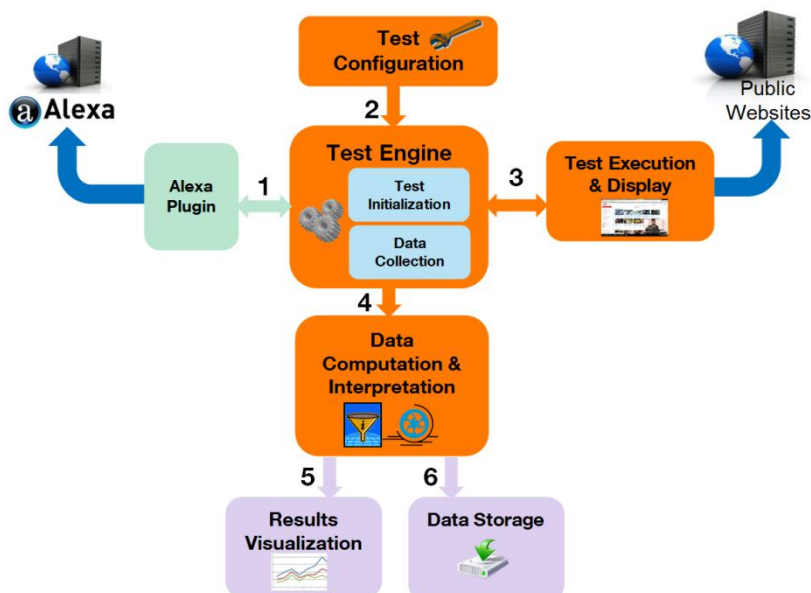 Test
Configuration
2
a Alexa
Public
Websites
Test Engine
Alexa
Plugin
1
Test
Initialization
Data
Collection
3
Test Execution
& Display
4
Data
Computation &
Interpretation
i
5
6
Results
Visualization
Data Storage